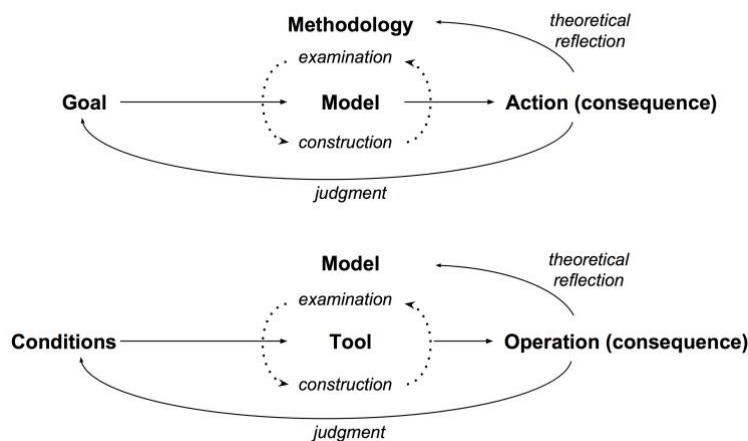 Methodology
theoretical
reflection
examination
Goal
Model
Action (consequence)
construction
judgment
Model
theoretical
reflection
examination
Conditions
Tool
Operation (consequence)
construction
judgment